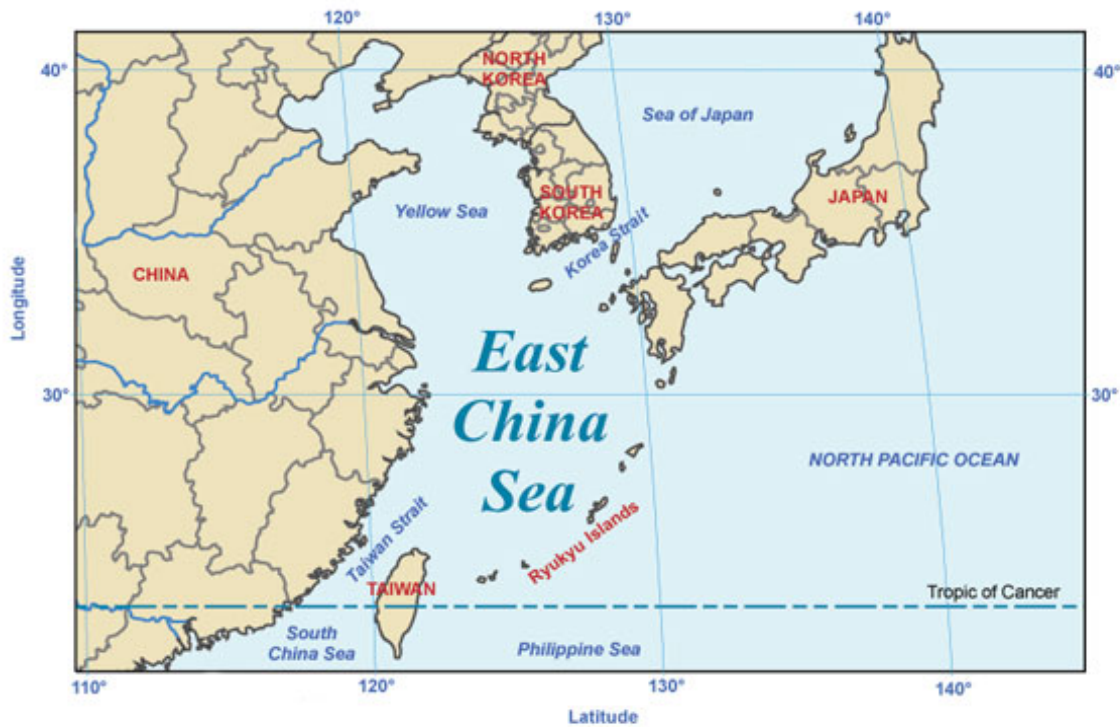 120°
130°
140°
40°
40°
NORTH
KOREA
Sea of Japan
SOUTH
KOREA
JAPAN
Yellow Sea
Korea Strait
CHINA
Longitude
East
China
Sea
30°
30°
NORTH PACIFIC OCEAN
Taiwan Strait
Ryukyu Islands
TAIWAN
Tropic of Cancer
South
China Sea
Philippine Sea
110°
120°
130°
140°
Latitude